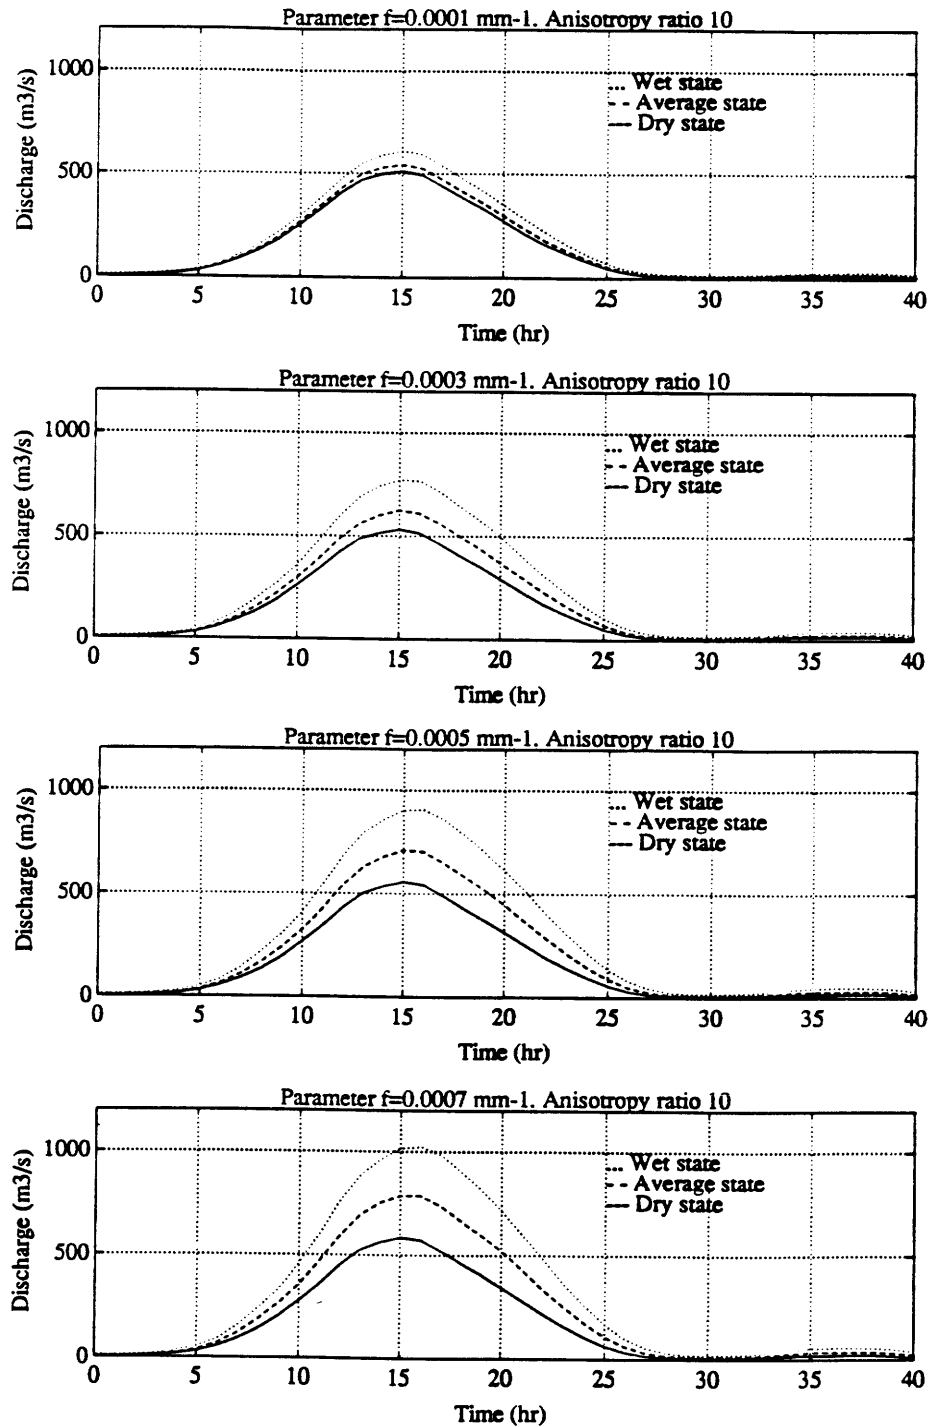 Parameter f=0.0001 mm-1. Anisotropy ratio 10
1000
500
0
Discharge (m3/s)
Wet state
Average state
Dry state
0 5 10 15 20 25 30 35 40
Time (hr)
Parameter f=0.0003 mm-1. Anisotropy ratio 10
1000
500
0
Discharge (m3/s)
Wet state
Average state
Dry state
0 5 10 15 20 25 30 35 40
Time (hr)
Parameter f=0.0005 mm-1. Anisotropy ratio 10
1000
500
0
Discharge (m3/s)
Wet state
Average state
Dry state
0 5 10 15 20 25 30 35 40
Time (hr)
Parameter f=0.0007 mm-1. Anisotropy ratio 10
1000
500
0
Discharge (m3/s)
Wet state
Average state
Dry state
0 5 10 15 20 25 30 35 40
Time (hr)